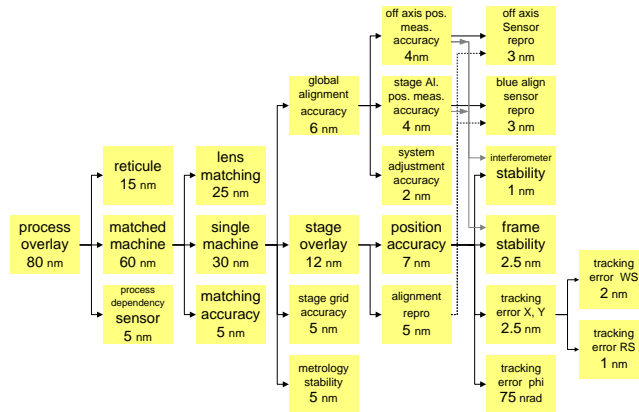 process
overlay
80 nm
reticule
15 nm
matched
machine
60 nm
process dependency
sensor
5 nm
lens
matching
25 nm
single
machine
30 nm
matching
accuracy
5 nm
global
alignment
accuracy
6 nm
stage
overlay
12 nm
stage grid
accuracy
5 nm
metrology
stability
5 nm
off axis pos.
meas.
accuracy
4nm
stage Al.
pos. meas.
accuracy
4 nm
system
adjustment
accuracy
2 nm
position
accuracy
7 nm
alignment
repro
5 nm
off axis
Sensor
repro
3 nm
blue align
sensor
repro
3 nm
interferometer
stability
1 nm
frame
stability
2.5 nm
tracking
error X, Y
2.5 nm
tracking
error phi
75 nrad
tracking
error WS
2 nm
tracking
error RS
1 nm